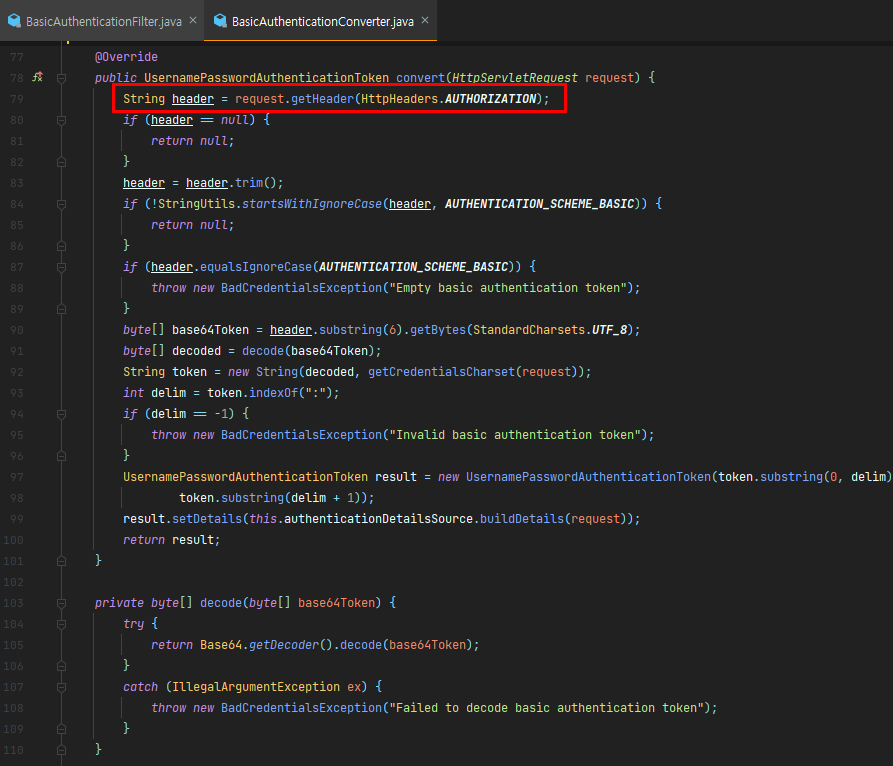 BasicAuthenticationFilter.java × BasicAuthenticationConverter.java ×
77 @Override
78 public UsernamePasswordAuthenticationToken convert(HttpServletRequest request) {
79 String header = request.getHeader(HttpHeaders.AUTHORIZATION);
80 if (header == null) {
81 return null;
82 }
83 header = header.trim();
84 if (!StringUtils.startsWithIgnoreCase(header, AUTHENTICATION_SCHEME_BASIC)) {
85 return null;
86 }
87 if (header.equalsIgnoreCase(AUTHENTICATION_SCHEME_BASIC)) {
88 throw new BadCredentialsException("Empty basic authentication token");
89 }
90 byte[] base64Token = header.substring(6).getBytes(StandardCharsets.UTF_8);
91 byte[] decoded = decode(base64Token);
92 String token = new String(decoded, getCredentialsCharset(request));
93 int delim = token.indexOf(":");
94 if (delim == -1) {
95 throw new BadCredentialsException("Invalid basic authentication token");
96 }
97 UsernamePasswordAuthenticationToken result = new UsernamePasswordAuthenticationToken(token.substring(0, delim)
98 token.substring(delim + 1));
99 result.setDetails(this.authenticationDetailsSource.buildDetails(request));
100 return result;
101 }
102
103 private byte[] decode(byte[] base64Token) {
104 try {
105 return Base64.getDecoder().decode(base64Token);
106 }
107 catch (IllegalArgumentException ex) {
108 throw new BadCredentialsException("Failed to decode basic authentication token");
109 }
110 }